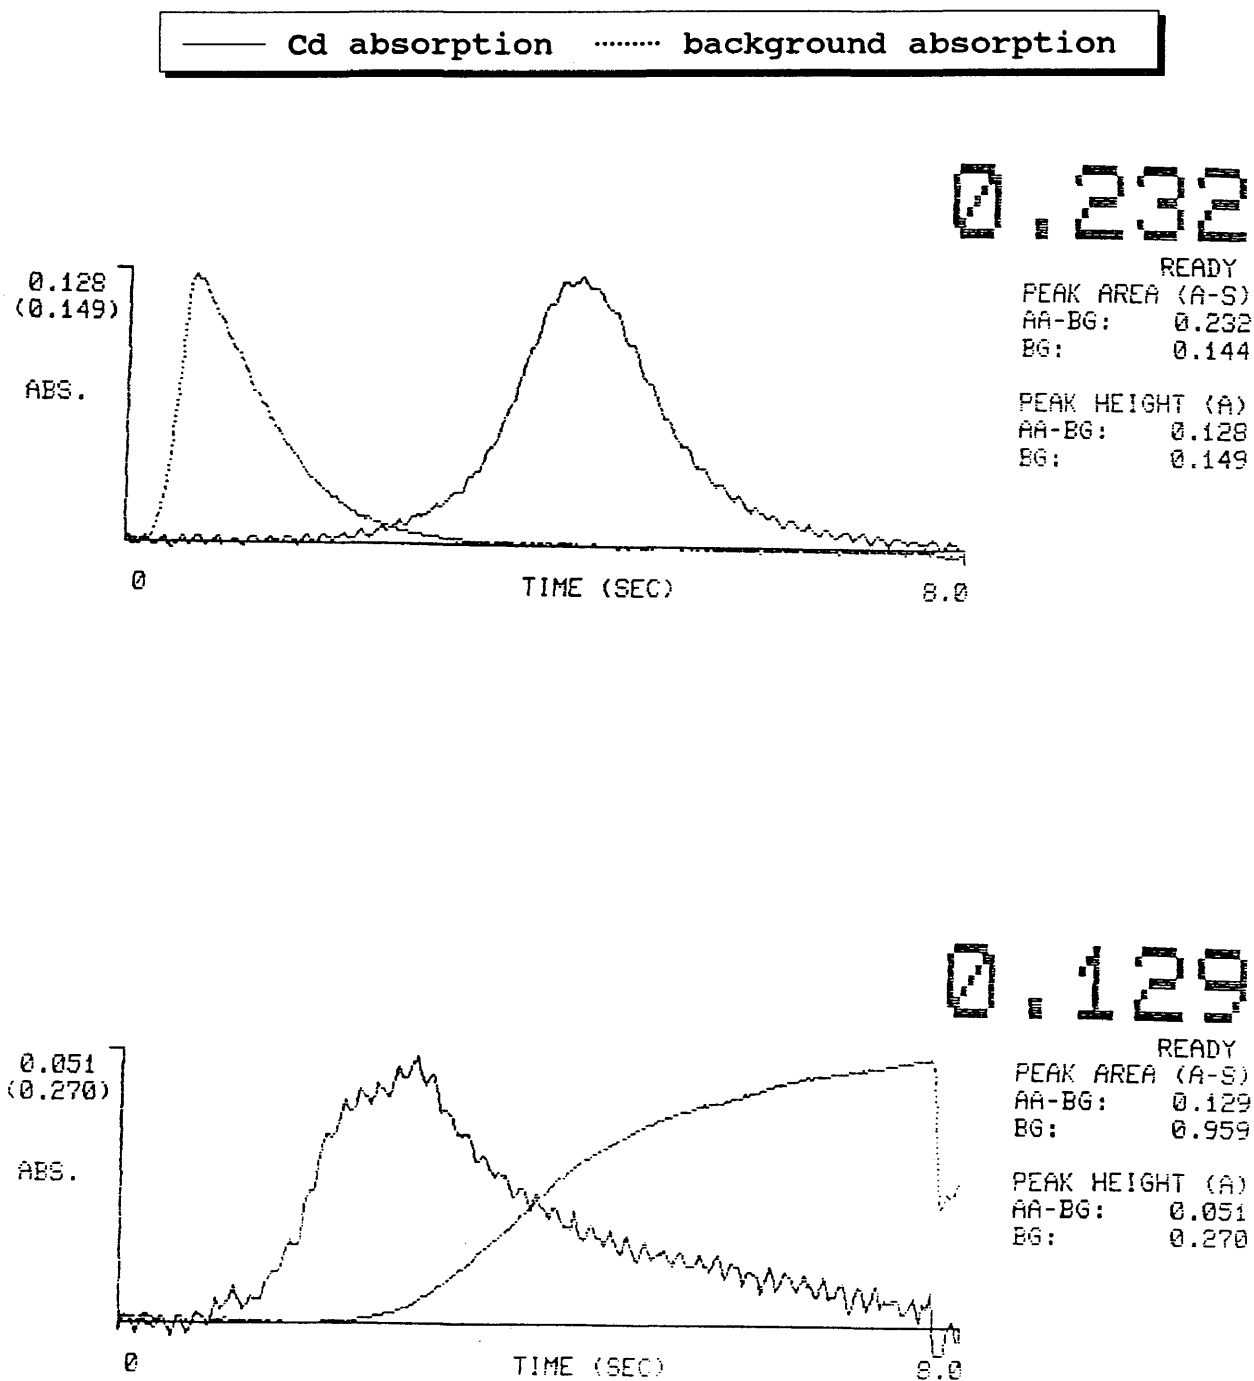 Cd absorption background absorption
0.232
READY
PEAK AREA (A-S)
AA-BG: 0.232
BG: 0.144
PEAK HEIGHT (A)
AA-BG: 0.128
BG: 0.149
0.128
(0.149)
ABS.
0 TIME (SEC) 8.0
0.129
READY
PEAK AREA (A-S)
AA-BG: 0.129
BG: 0.959
PEAK HEIGHT (A)
AA-BG: 0.051
BG: 0.270
0.051
(0.270)
ABS.
0 TIME (SEC) 8.0